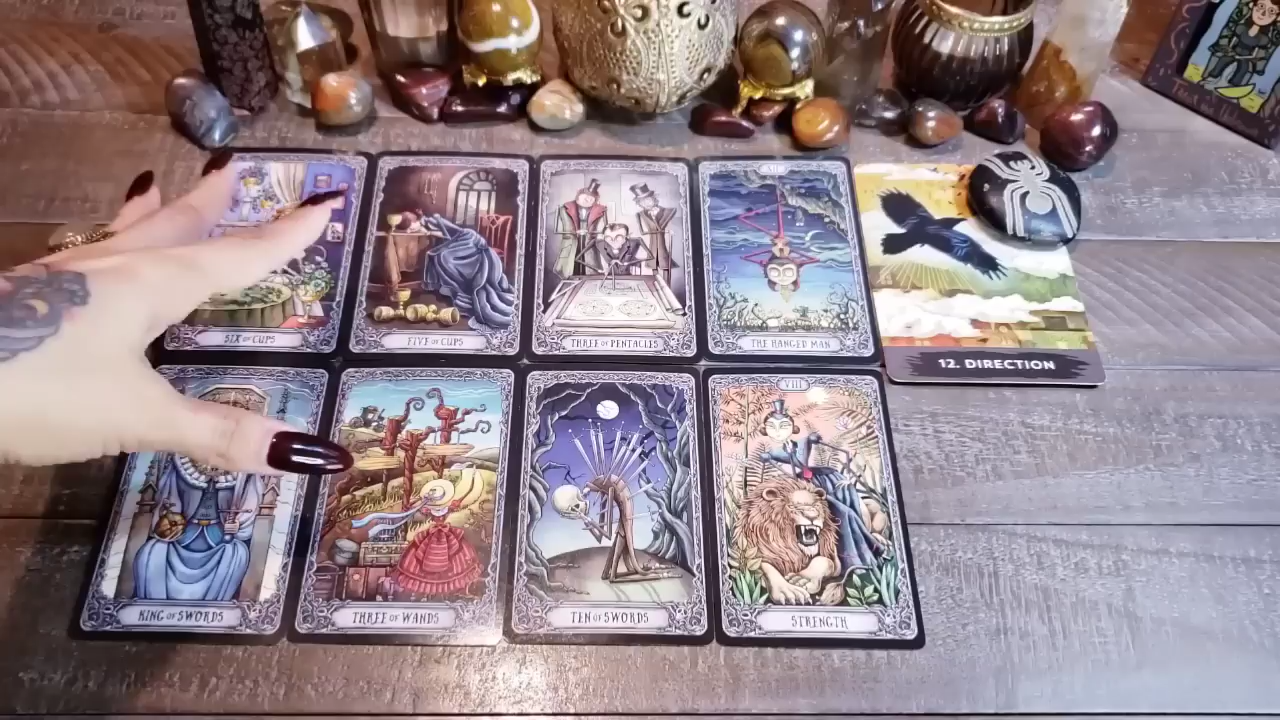 XII
SIX OF CUPS
FIVE OF CUPS
THREE OF PENTACLES
THE HANGED MAN
12. DIRECTION
VIII
KING OF SWORDS
THREE OF WANDS
TEN OF SWORDS
STRENGTH